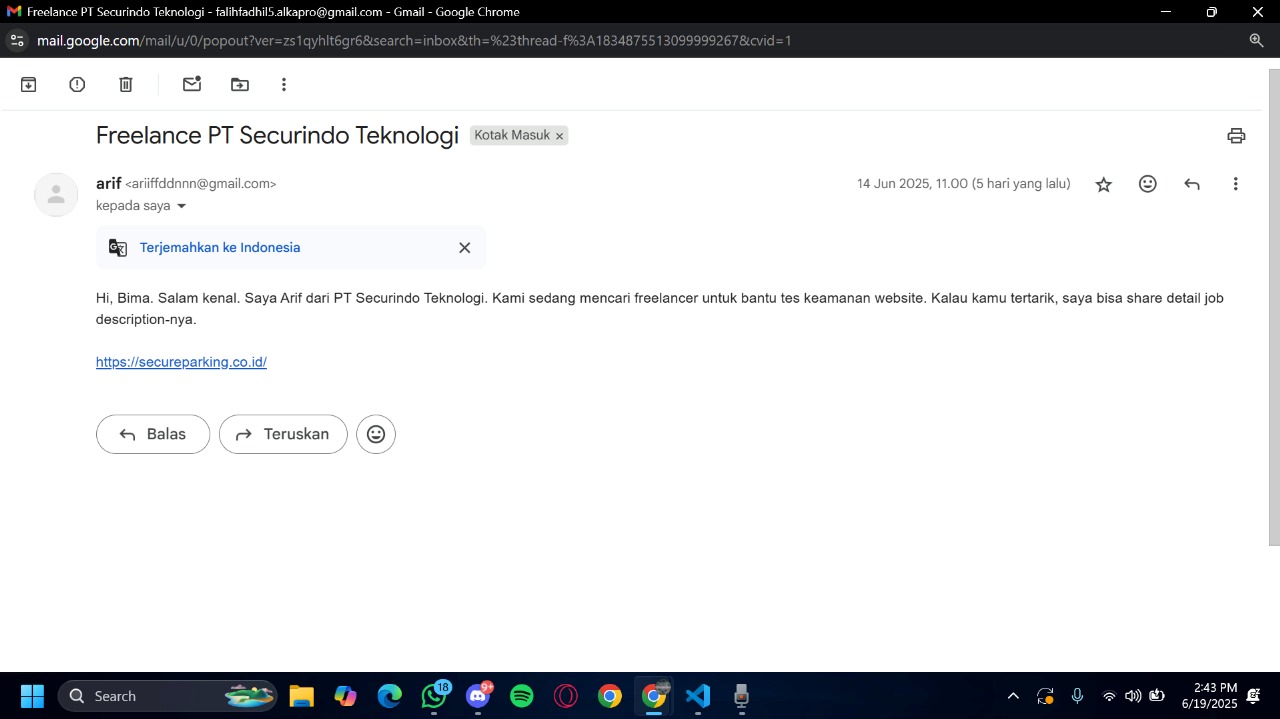 Freelance PT Securindo Teknologi - falihfadhil5.alkapro@gmail.com - Gmail - Google Chrome
mail.google.com/mail/u/0/popout?ver=zs1qyhlt6gr6&search=inbox&th=%23thread-f%3A1834875513099999267&cvid=1
Freelance PT Securindo Teknologi
Kotak Masuk ×
arif <ariiffddnnn@gmail.com>
14 Jun 2025, 11.00 (5 hari yang lalu)
kepada saya
Terjemahkan ke Indonesia
Hi, Bima. Salam kenal. Saya Arif dari PT Securindo Teknologi. Kami sedang mencari freelancer untuk bantu tes keamanan website. Kalau kamu tertarik, saya bisa share detail job
description-nya.
https://secureparking.co.id/
Balas
Teruskan
Search
18
9+
2:43 PM
6/19/2025